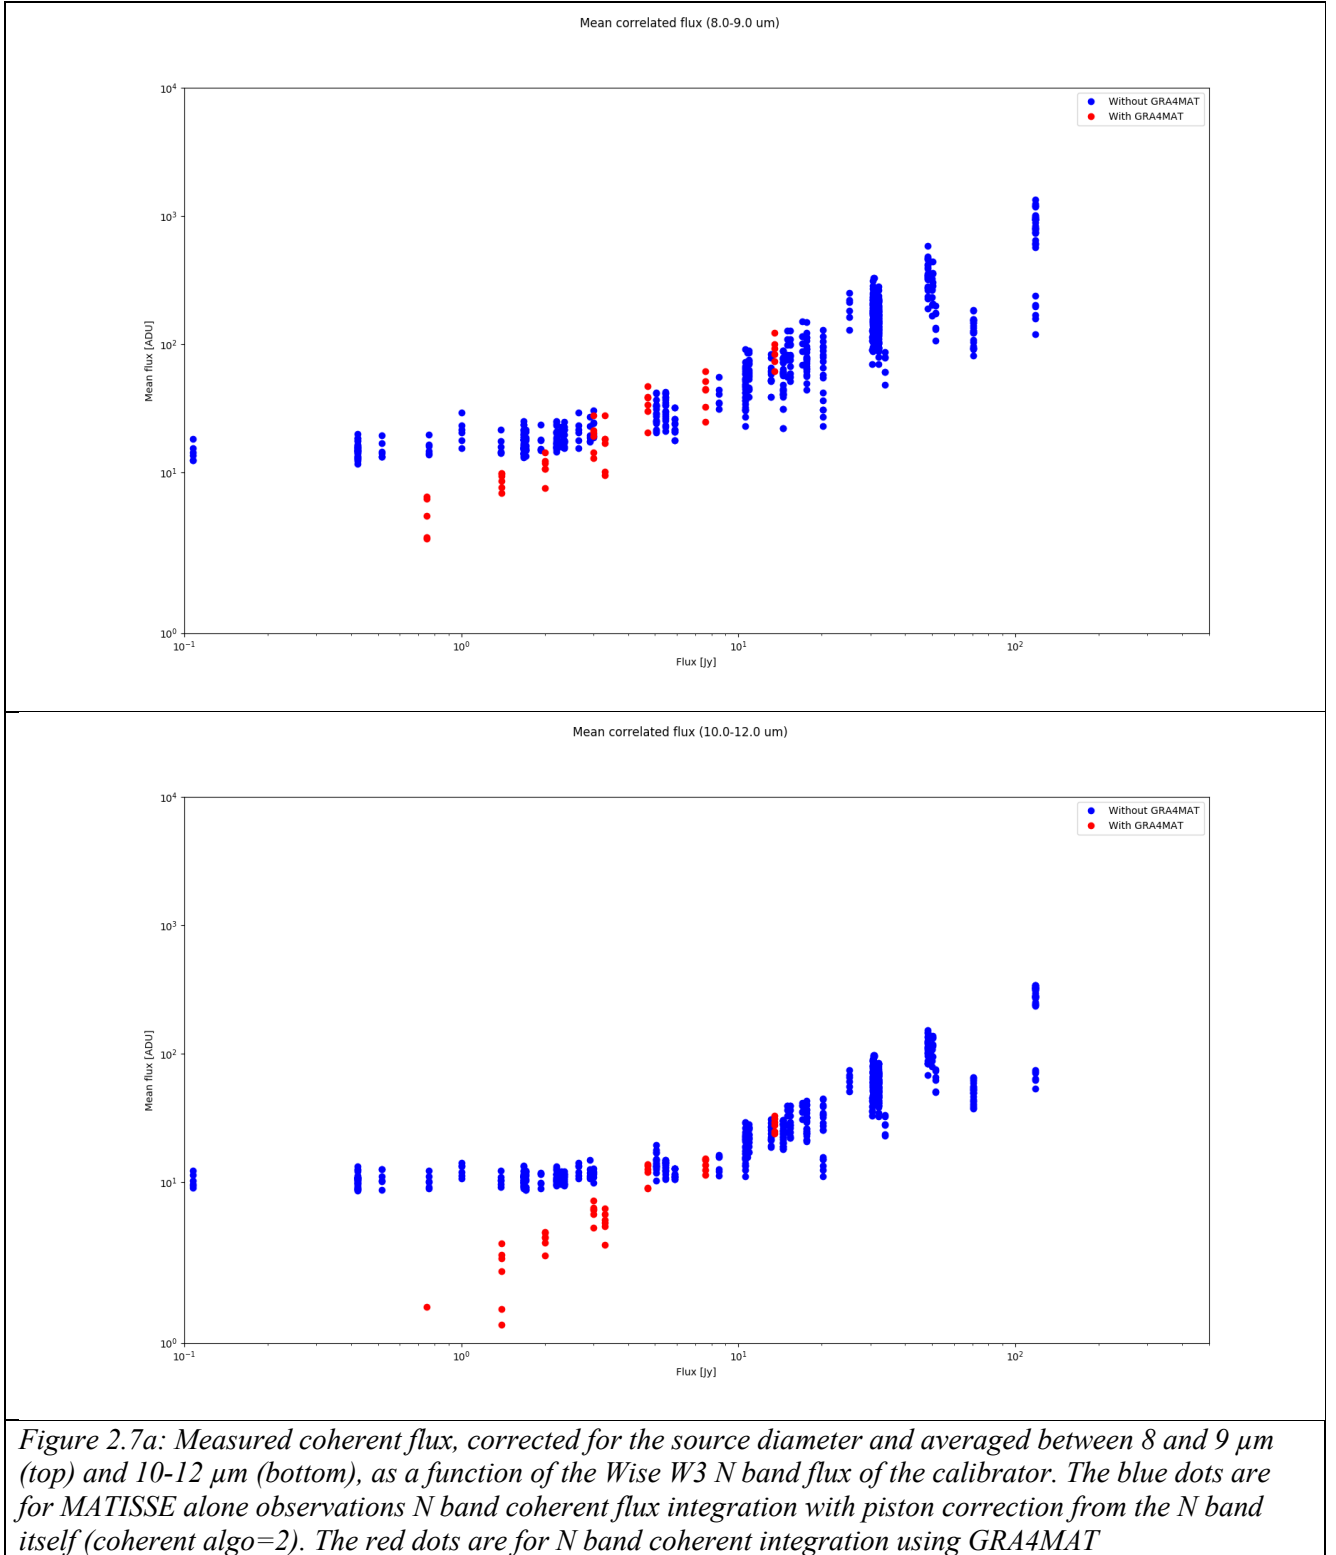 Mean correlated flux (8.0-9.0 um)
10⁴
Without GRA4MAT
With GRA4MAT
10³
10²
Mean flux [ADU]
10¹
10⁰
10⁻¹ 10⁰ 10¹ 10²
Flux [Jy]
Mean correlated flux (10.0-12.0 um)
10⁴
Without GRA4MAT
With GRA4MAT
10³
10²
Mean flux [ADU]
10¹
10⁰
10⁻¹ 10⁰ 10¹ 10²
Flux [Jy]
Figure 2.7a: Measured coherent flux, corrected for the source diameter and averaged between 8 and 9 µm
(top) and 10-12 µm (bottom), as a function of the Wise W3 N band flux of the calibrator. The blue dots are
for MATISSE alone observations N band coherent flux integration with piston correction from the N band
itself (coherent algo=2). The red dots are for N band coherent integration using GRA4MAT